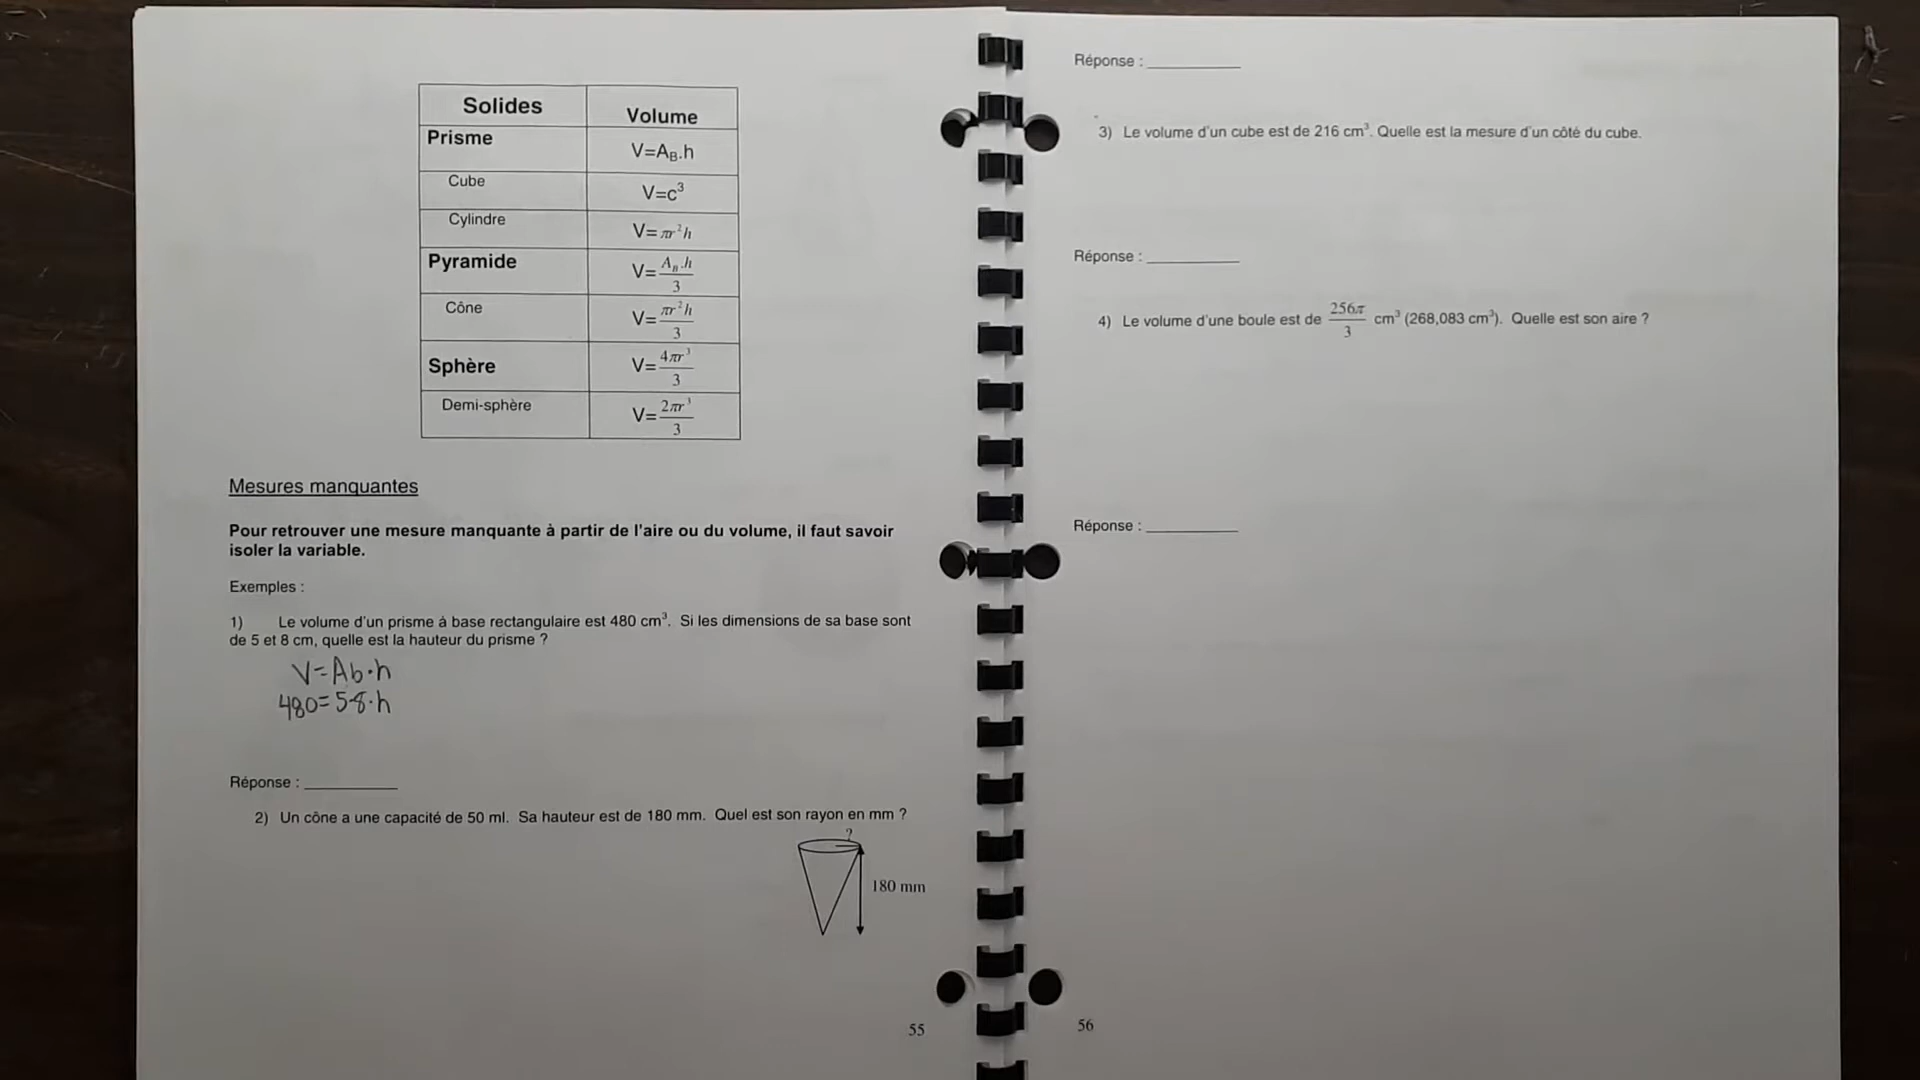 Solides Volume
Prisme V=A_B.h
Cube V=c³
Cylindre V=πr²h
Pyramide V=A_B.h/3
Cône V=πr²h/3
Sphère V=4πr³/3
Demi-sphère V=2πr³/3
Mesures manquantes
Pour retrouver une mesure manquante à partir de l'aire ou du volume, il faut savoir
isoler la variable.
Exemples :
1) Le volume d'un prisme à base rectangulaire est 480 cm³. Si les dimensions de sa base sont
de 5 et 8 cm, quelle est la hauteur du prisme ?
V=Ab·h
480=5·8·h
Réponse : ___________
2) Un cône a une capacité de 50 ml. Sa hauteur est de 180 mm. Quel est son rayon en mm ?
?
180 mm
55
Réponse : ___________
3) Le volume d'un cube est de 216 cm³. Quelle est la mesure d'un côté du cube.
Réponse : ___________
4) Le volume d'une boule est de 256π/3 cm³ (268,083 cm³). Quelle est son aire ?
Réponse : ___________
56